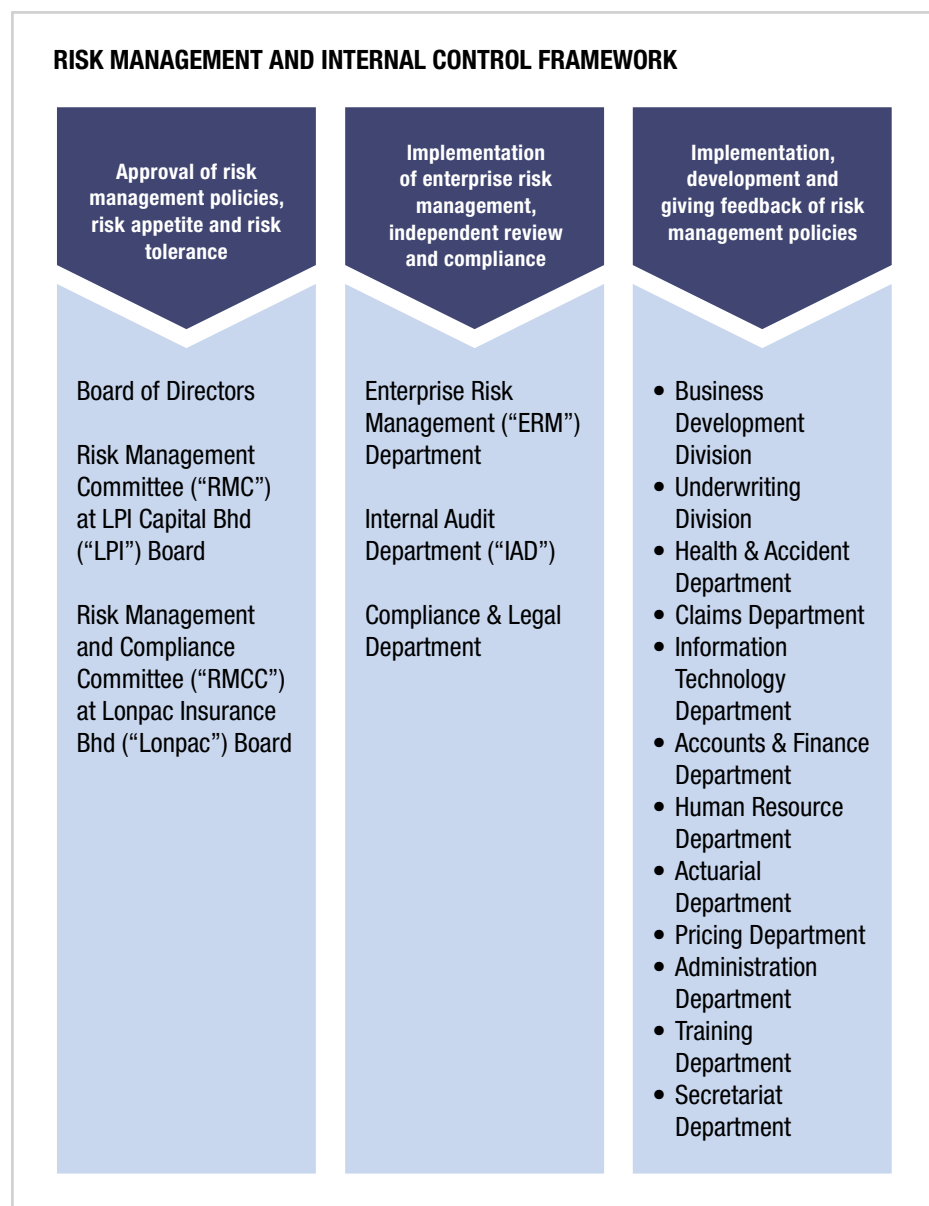 RISK MANAGEMENT AND INTERNAL CONTROL FRAMEWORK
Approval of risk
management policies,
risk appetite and risk
tolerance
Board of Directors
Risk Management
Committee (“RMC”)
at LPI Capital Bhd
(“LPI”) Board
Risk Management
and Compliance
Committee (“RMCC”)
at Lonpac Insurance
Bhd (“Lonpac”) Board
Implementation
of enterprise risk
management,
independent review
and compliance
Enterprise Risk
Management (“ERM”)
Department
Internal Audit
Department (“IAD”)
Compliance & Legal
Department
Implementation,
development and
giving feedback of risk
management policies
• Business
Development
Division
• Underwriting
Division
• Health & Accident
Department
• Claims Department
• Information
Technology
Department
• Accounts & Finance
Department
• Human Resource
Department
• Actuarial
Department
• Pricing Department
• Administration
Department
• Training
Department
• Secretariat
Department